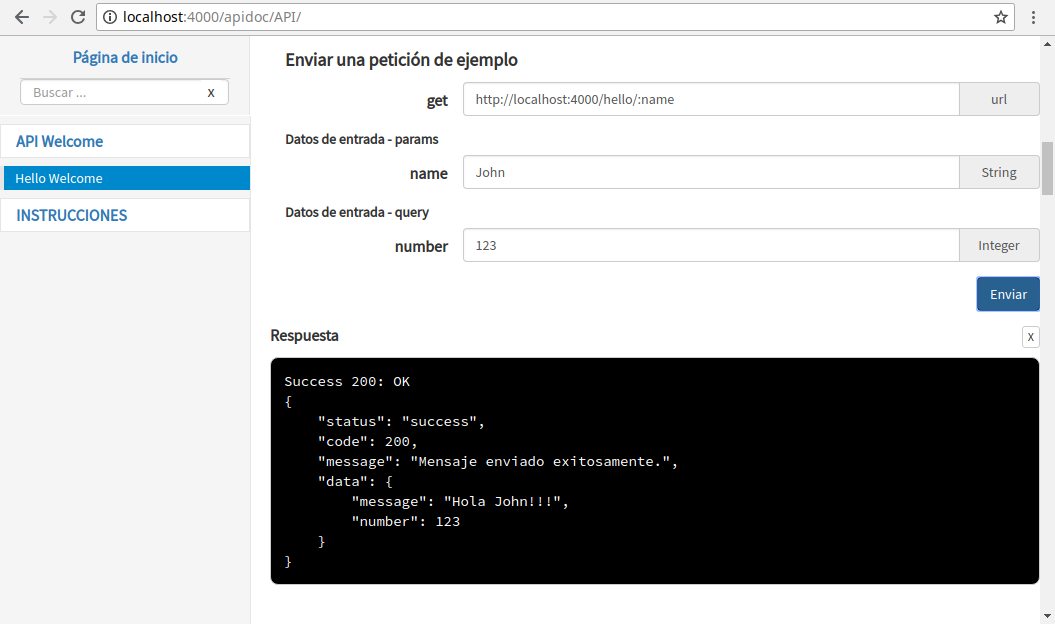 localhost:4000/apidoc/API/
Página de inicio
Buscar ... X
API Welcome
Hello Welcome
INSTRUCCIONES
Enviar una petición de ejemplo
get http://localhost:4000/hello/:name url
Datos de entrada - params
name John String
Datos de entrada - query
number 123 Integer
Enviar
Respuesta X
Success 200: OK
{
    "status": "success",
    "code": 200,
    "message": "Mensaje enviado exitosamente.",
    "data": {
        "message": "Hola John!!!",
        "number": 123
    }
}